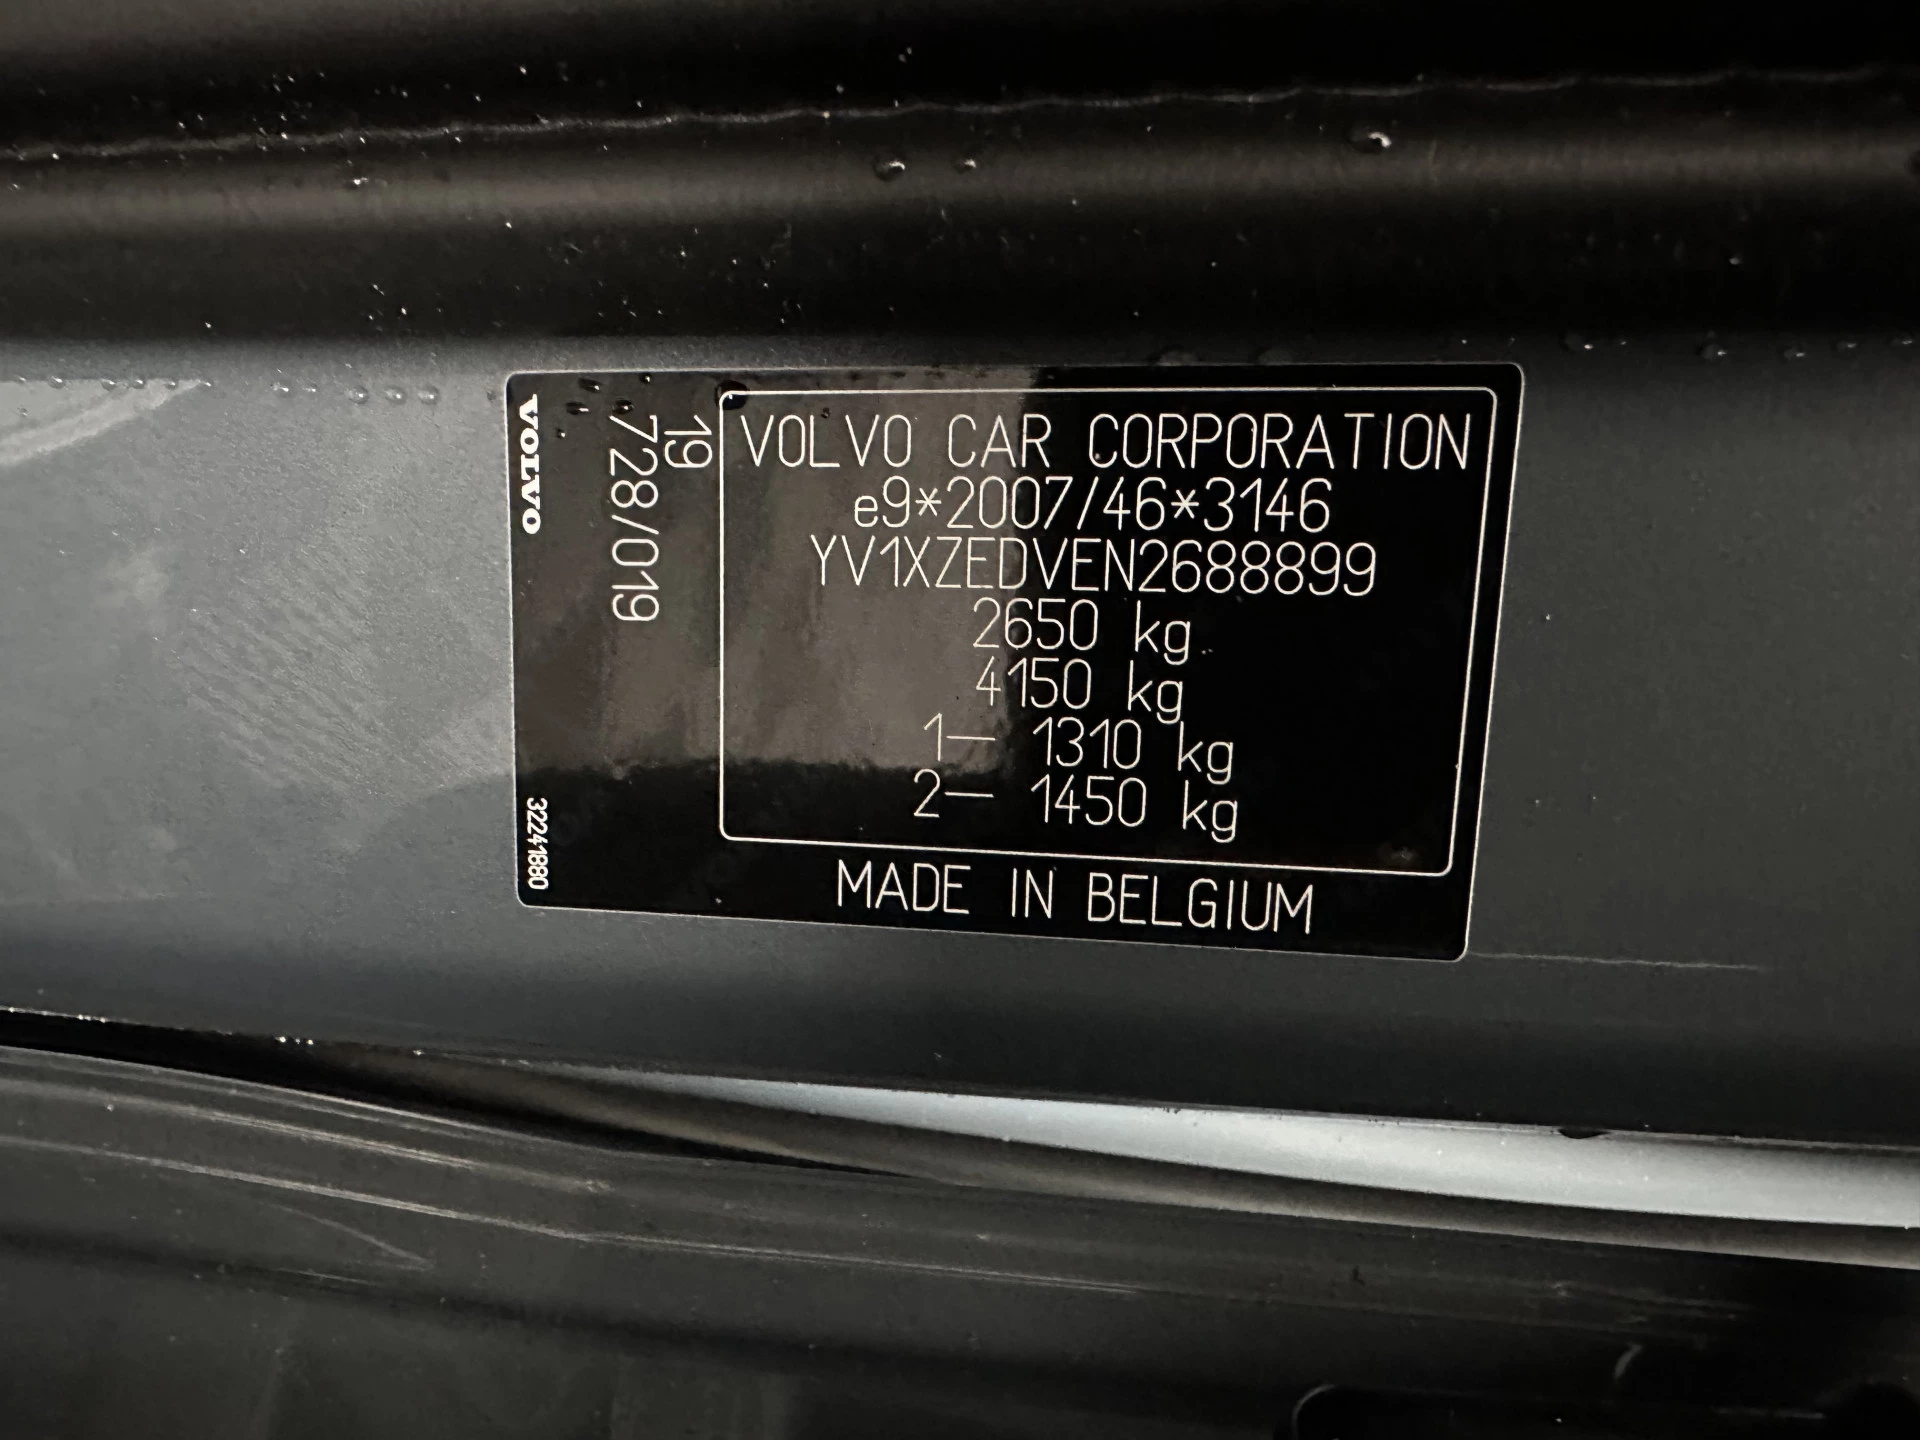 VOLVO
32241880
19
728/019
VOLVO CAR CORPORATION
e9*2007/46*3146
YV1XZEDVEN2688899
2650 kg
4150 kg
1— 1310 kg
2— 1450 kg
MADE IN BELGIUM